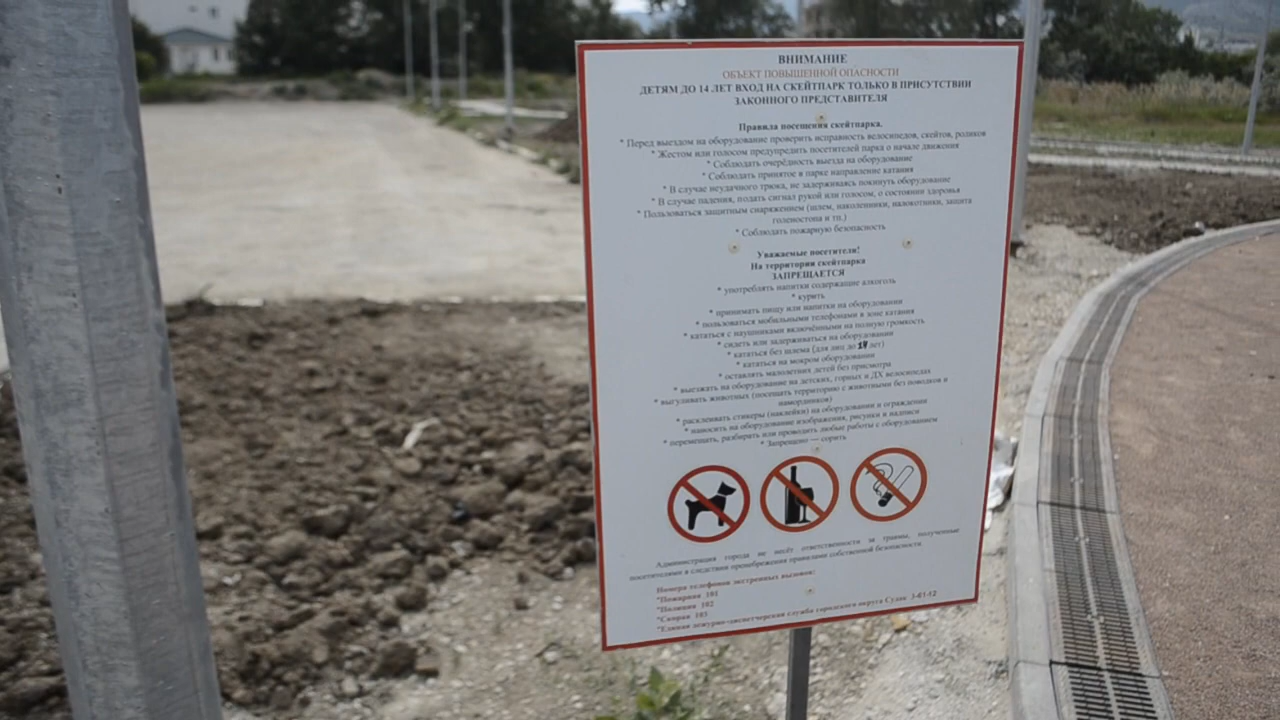 ВНИМАНИЕ
ОБЪЕКТ ПОВЫШЕННОЙ ОПАСНОСТИ
ДЕТЯМ ДО 14 ЛЕТ ВХОД НА СКЕЙТПАРК ТОЛЬКО В ПРИСУТСТВИИ
ЗАКОННОГО ПРЕДСТАВИТЕЛЯ
Правила посещения скейтпарка.
* Перед выездом на оборудование проверить исправность велосипедов, скейтов, роликов
* Жестом или голосом предупредить посетителей парка о начале движения
* Соблюдать очерёдность выезда на оборудование
* Соблюдать принятое в парке направление катания
* В случае неудачного трюка, не задерживаясь покинуть оборудование
* В случае падения, подать сигнал рукой или голосом, о состоянии здоровья
* Пользоваться защитным снаряжением (шлем, наколенники, налокотники, защита
голеностопа и тп.)
* Соблюдать пожарную безопасность
Уважаемые посетители!
На территории скейтпарка
ЗАПРЕЩАЕТСЯ
* употреблять напитки содержащие алкоголь
* курить
* принимать пищу или напитки на оборудовании
* пользоваться мобильными телефонами в зоне катания
* кататься с наушниками включёнными на полную громкость
* сидеть или задерживаться на оборудовании
* кататься без шлема (для лиц до 14 лет)
* кататься на мокром оборудовании
* оставлять малолетних детей без присмотра
* выезжать на оборудование на детских, горных и ДХ велосипедах
* выгуливать животных (посещать территорию с животными без поводков и
намордников)
* расклеивать стикеры (наклейки) на оборудовании и ограждении
* наносить на оборудование изображения, рисунки и надписи
* перемещать, разбирать или проводить любые работы с оборудованием
* Запрещено — сорить
Администрация города не несёт ответственности за травмы, полученные
посетителями в следствии пренебрежения правилами собственной безопасности.
Номера телефонов экстренных вызовов:
*Пожарная 101
*Полиция 102
*Скорая 103
*Единая дежурно-диспетчерская служба городского округа Судак 3-41-12